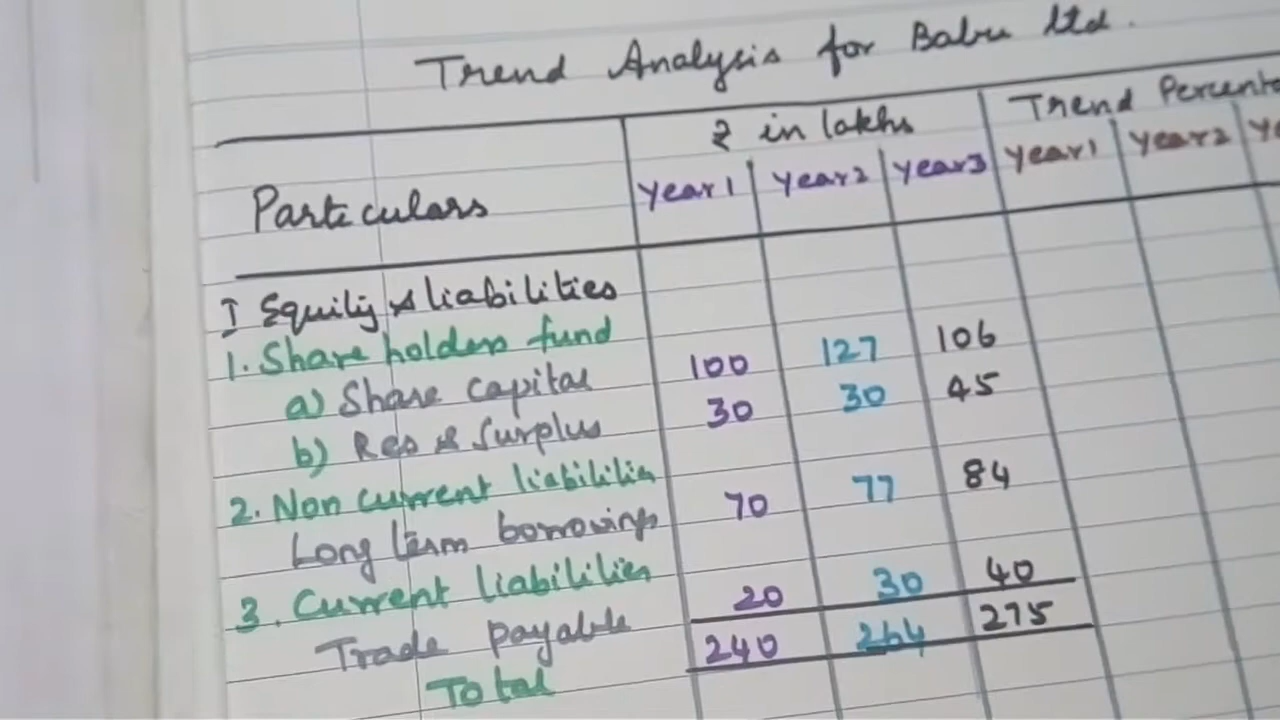 Trend Analysis for Babu Ltd.
Particulars ₹ in lakhs Trend Percenta
Year 1 Year 2 Year 3 Year 1 Year 2 Ye
I Equity & liabilities
1. Share holders fund
a) Share capital 100 127 106
b) Res & Surplus 30 30 45
2. Non current liabilities
Long term borrowings 70 77 84
3. Current liabilities
Trade payable 20 30 40
Total 240 264 275